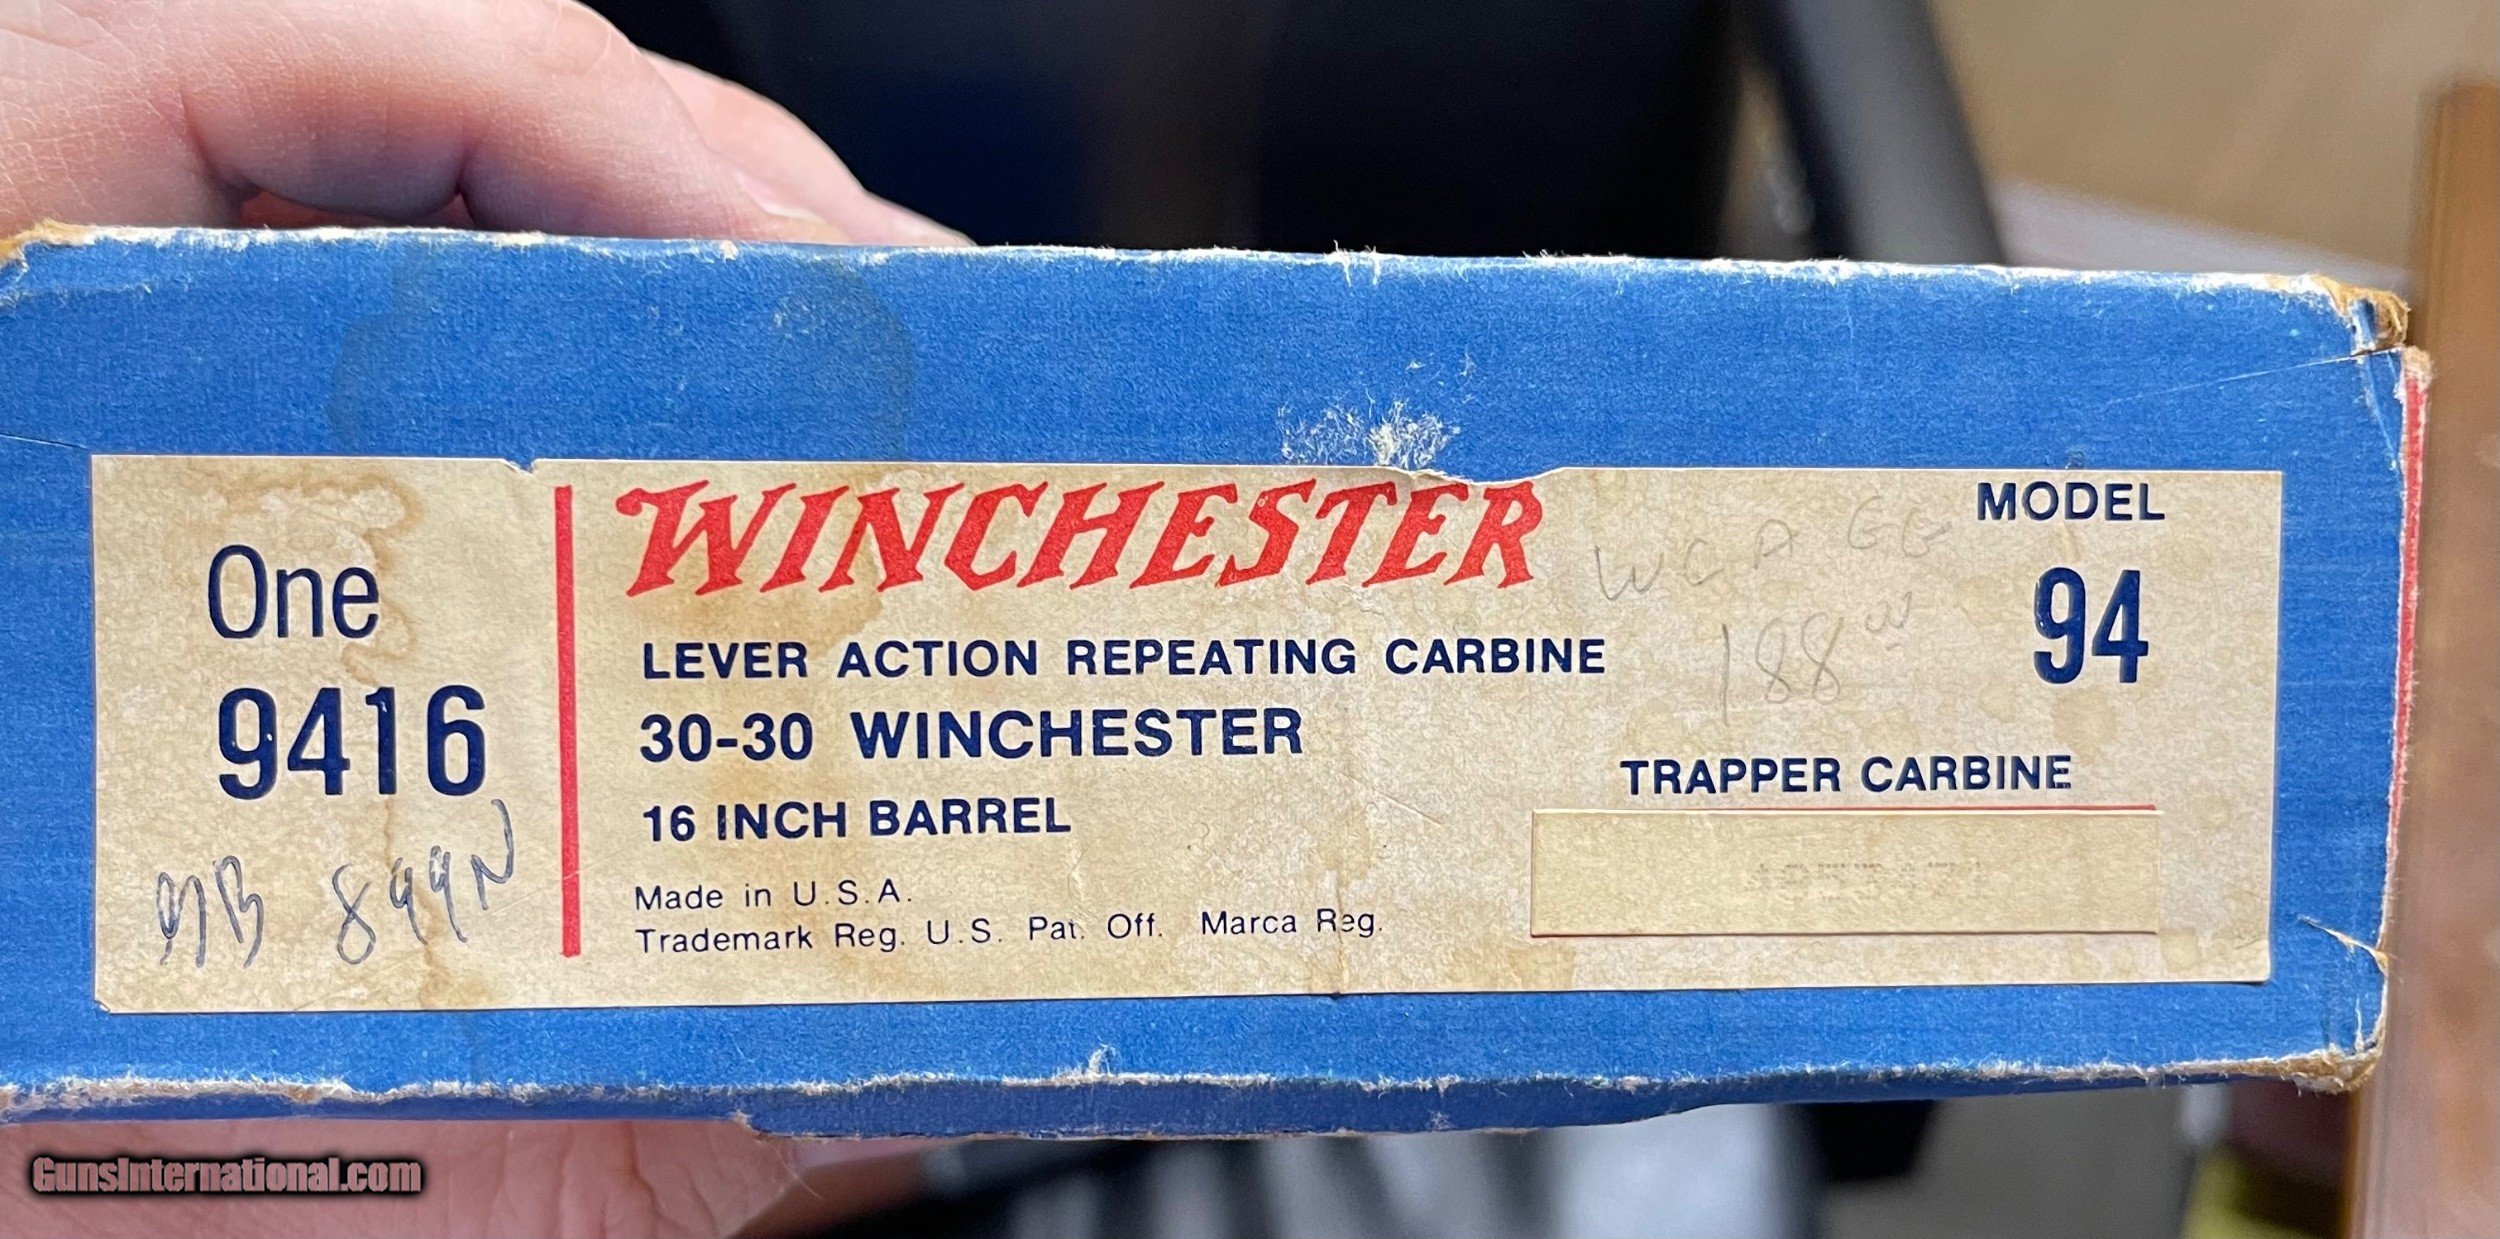 One
9416
899N
WINCHESTER
LEVER ACTION REPEATING CARBINE
30-30 WINCHESTER
16 INCH BARREL
Made in U.S.A.
Trademark Reg. U.S. Pat. Off. Marca Reg.
188.00
MODEL
94
TRAPPER CARBINE
GunsInternational.com